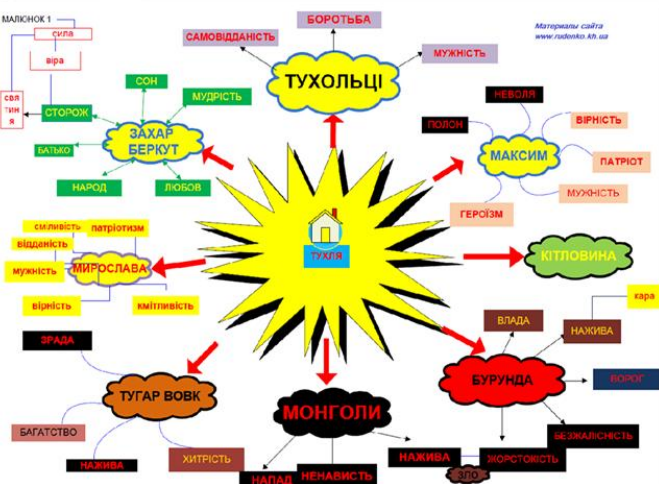 МАЛЮНОК 1
сила
віра
свя
ти
н
я
СТОРОЖ
СОН
МУДРІСТЬ
ЗАХАР
БЕРКУТ
БАТЬКО
НАРОД
ЛЮБОВ
САМОВІДДАНІСТЬ
БОРОТЬБА
МУЖНІСТЬ
ТУХОЛЬЦІ
Материалы сайта
www.rudenko.kh.ua
НЕВОЛЯ
ПОЛОН
МАКСИМ
ВІРНІСТЬ
ПАТРІОТ
МУЖНІСТЬ
ГЕРОЇЗМ
ТУХЛЯ
сміливість
патріотизм
відданість
мужність
МИРОСЛАВА
вірність
кмітливість
КІТЛОВИНА
ЗРАДА
ТУГАР ВОВК
БАГАТСТВО
НАЖИВА
ХИТРІСТЬ
МОНГОЛИ
НАПАД
НЕНАВИСТЬ
НАЖИВА
ЗЛО
ЖОРСТОКІСТЬ
БУРУНДА
ВЛАДА
НАЖИВА
кара
ВОРОГ
БЕЗЖАЛІСНІСТЬ